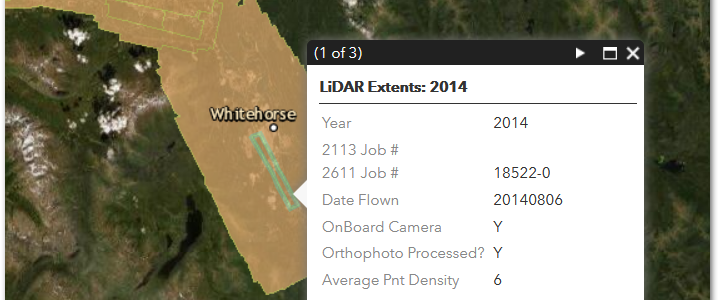 (1 of 3)
LiDAR Extents: 2014
Whitehorse
Year 2014
2113 Job #
2611 Job # 18522-0
Date Flown 20140806
OnBoard Camera Y
Orthophoto Processed? Y
Average Pnt Density 6